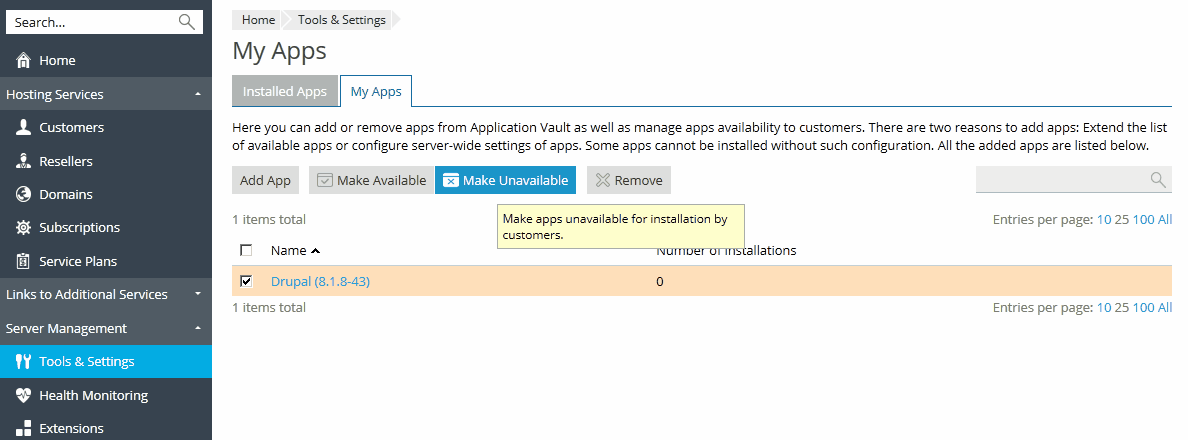 Search...
Home
Hosting Services
Customers
Resellers
Domains
Subscriptions
Service Plans
Links to Additional Services
Server Management
Tools & Settings
Health Monitoring
Extensions
Home Tools & Settings
My Apps
Installed Apps My Apps
Here you can add or remove apps from Application Vault as well as manage apps availability to customers. There are two reasons to add apps: Extend the list
of available apps or configure server-wide settings of apps. Some apps cannot be installed without such configuration. All the added apps are listed below.
Add App Make Available Make Unavailable Remove
Make apps unavailable for installation by
customers.
1 items total Entries per page: 10 25 100 All
Name Number of installations
Drupal (8.1.8-43) 0
1 items total Entries per page: 10 25 100 All